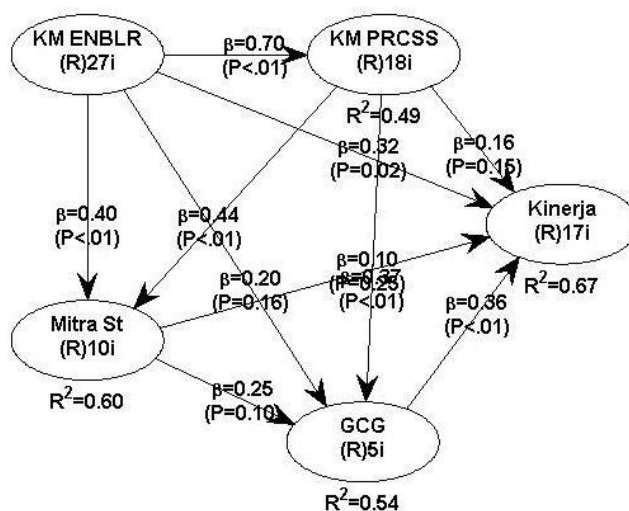 KM ENBLR
(R)27i
β=0.70
(P<.01)
KM PRCSS
(R)18i
R²=0.49
β=0.32
(P=0.02)
β=0.16
(P=0.15)
Kinerja
(R)17i
R²=0.67
β=0.40
(P<.01)
β=0.44
(P<.01)
β=0.20
(P=0.16)
β=0.10
(P=0.23)
β=0.37
(P<.01)
β=0.36
(P<.01)
Mitra St
(R)10i
R²=0.60
β=0.25
(P=0.10)
GCG
(R)5i
R²=0.54